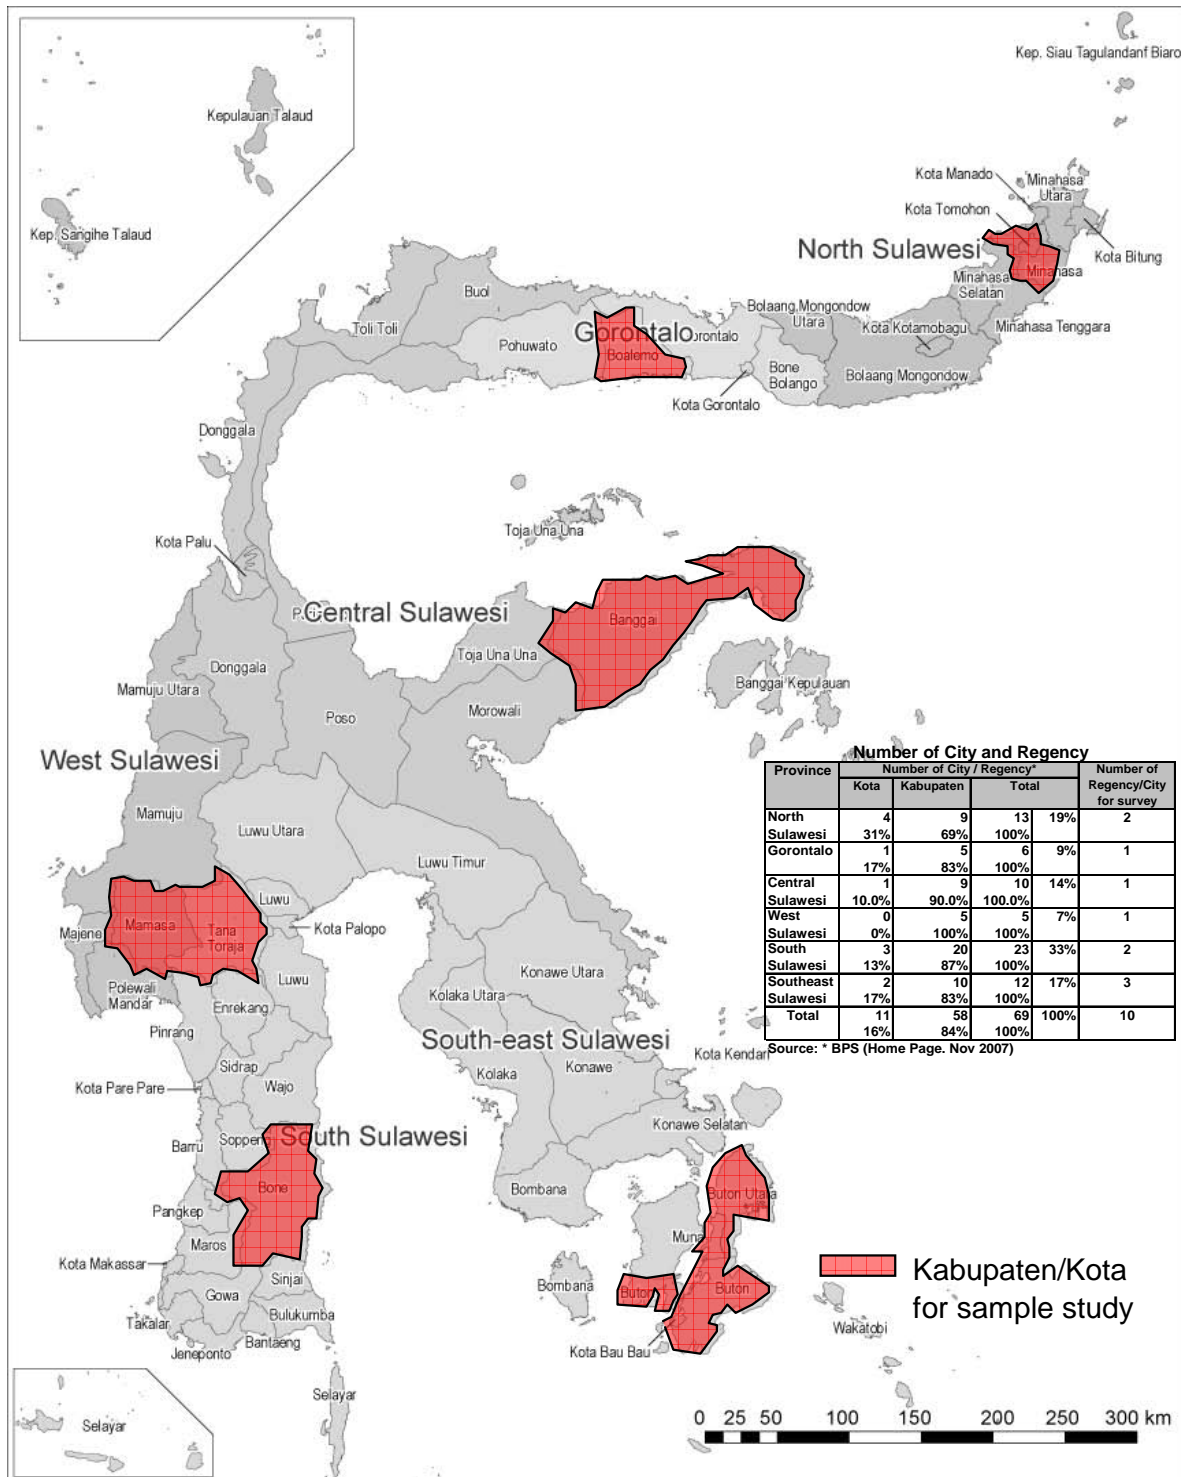 Kep. Siau Tagulandanf Biaro
Kepulauan Talaud
Kep. Sangihe Talaud
Kota Manado
Minahasa
Utara
Kota Tomohon
North Sulawesi
Kota Bitung
Minahasa
Minahasa
Selatan
Buol
Toli Toli
Bolaang Mongondow
Utara
Kota Kotamobagu
Minahasa Tenggara
Gorontalo
orontalo
Pohuwato
Boalemo
Bone
Bolango
Bolaang Mongondow
Kota Gorontalo
Donggala
Toja Una Una
Kota Palu
Central Sulawesi
Banggai
Toja Una Una
Donggala
Mamuju Utara
Banggai Kepulauan
Poso
Morowali
West Sulawesi
Mamuju
Luwu Utara
Luwu Timur
Luwu
Kota Palopo
Mamasa
Tana
Toraja
Majene
Konawe Utara
Luwu
Polewali
Mandar
Kolaka Utara
Enrekang
Pinrang
South-east Sulawesi
Kota Kendari
Sidrap
Kolaka
Konawe
Kota Pare Pare
Wajo
Konawe Selatan
Soppeng
South Sulawesi
Barru
Bone
Bombana
Buton Utara
Pangkep
Muna
Maros
Kota Makassar
Sinjai
Bombana
Buton
Buton
Gowa
Bulukumba
Takalar
Bantaeng
Jeneponto
Kota Bau Bau
Wakatobi
Selayar
Selayar
Number of City and Regency
Province Number of City / Regency* Number of
Kota Kabupaten Total Regency/City
for survey
North 4 9 13 19% 2
Sulawesi 31% 69% 100%
Gorontalo 1 5 6 9% 1
17% 83% 100%
Central 1 9 10 14% 1
Sulawesi 10.0% 90.0% 100.0%
West 0 5 5 7% 1
Sulawesi 0% 100% 100%
South 3 20 23 33% 2
Sulawesi 13% 87% 100%
Southeast 2 10 12 17% 3
Sulawesi 17% 83% 100%
Total 11 58 69 100% 10
16% 84% 100%
Source: * BPS (Home Page. Nov 2007)
Kabupaten/Kota
for sample study
0 25 50 100 150 200 250 300 km